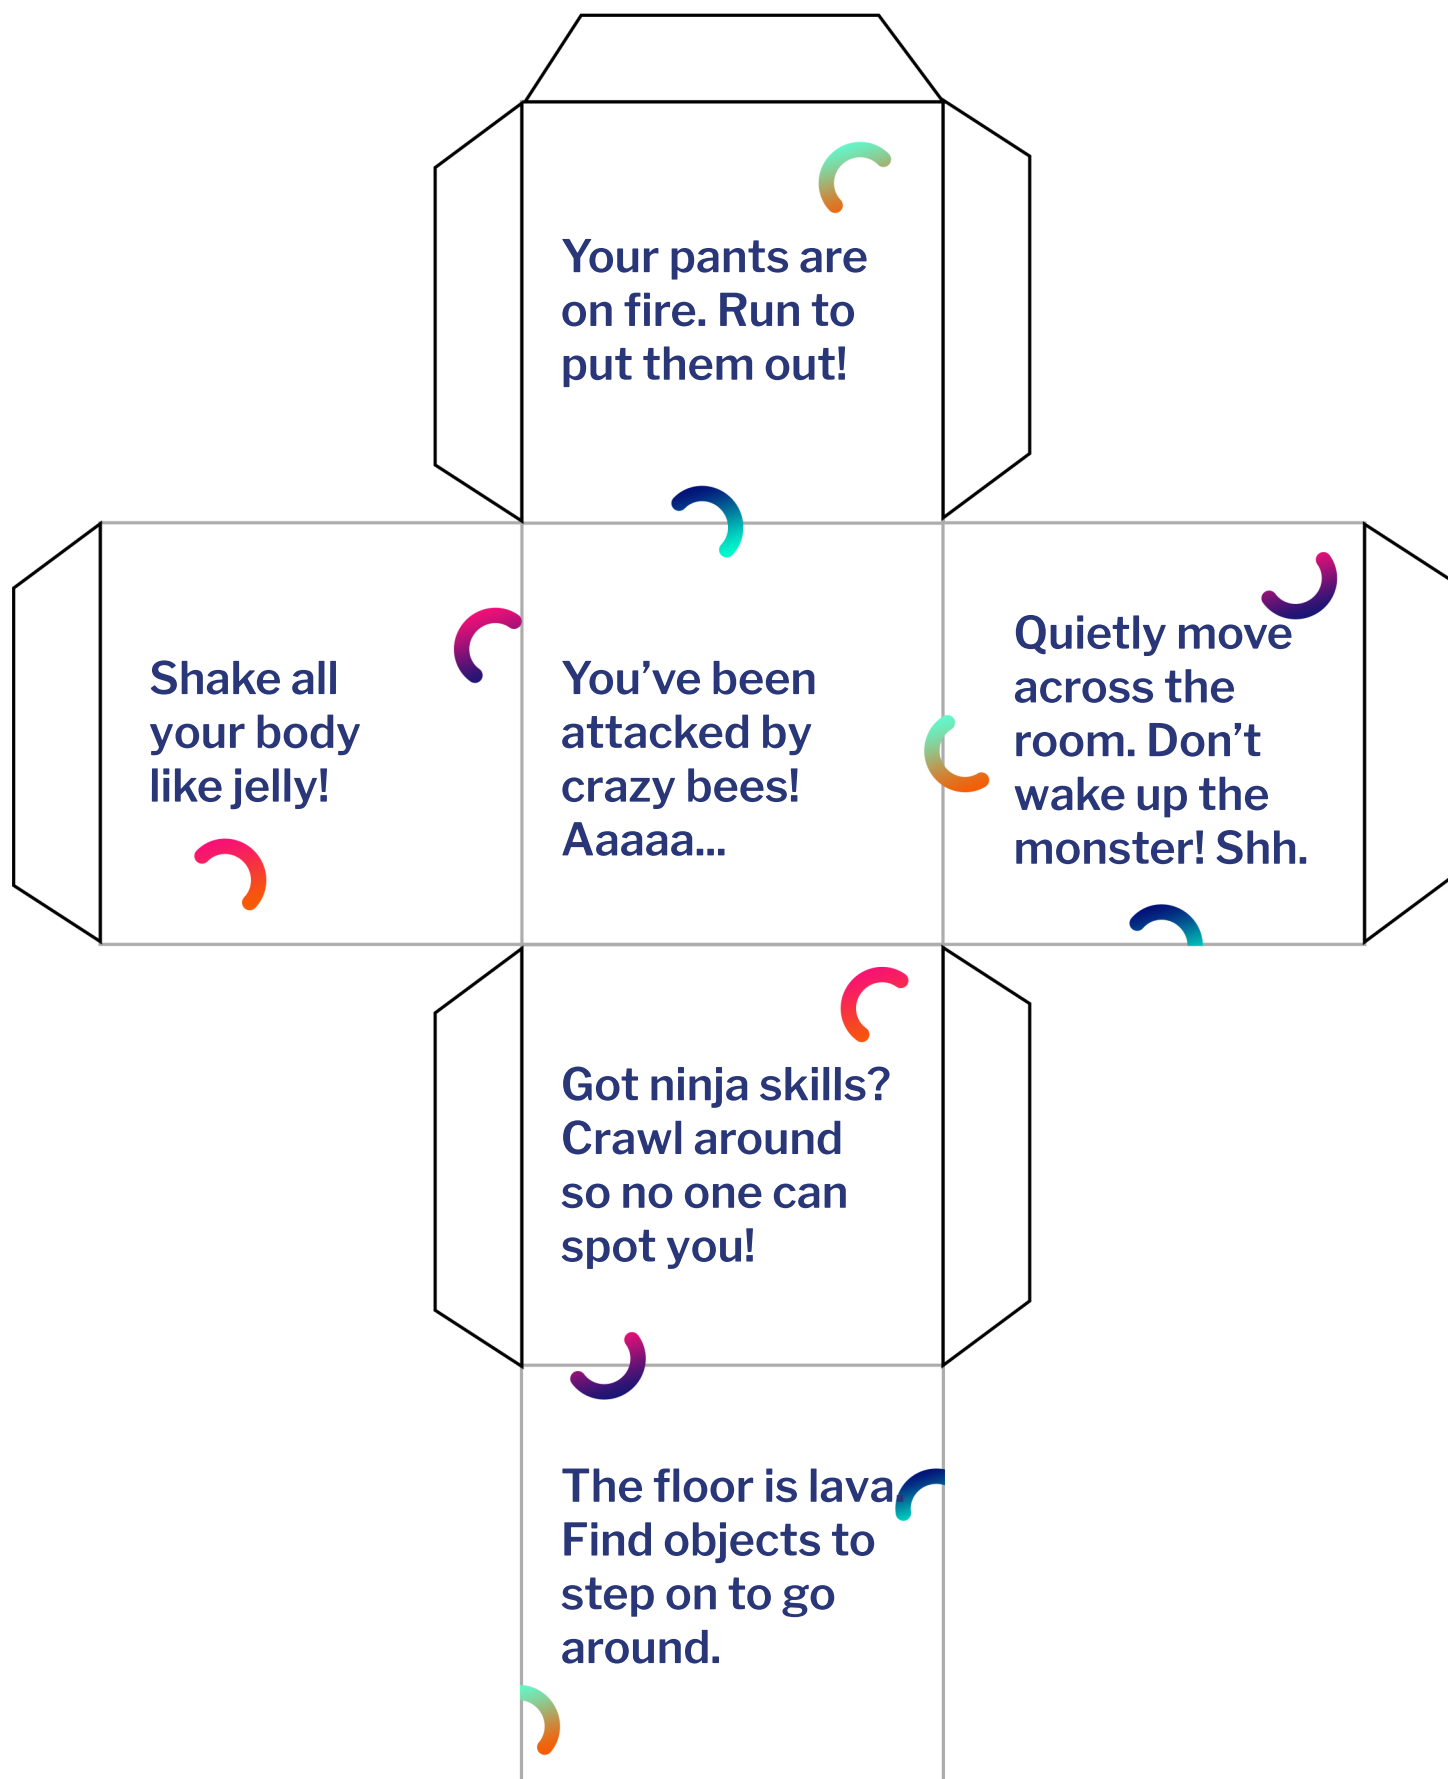 Your pants are
on fire. Run to
put them out!
Shake all
your body
like jelly!
You’ve been
attacked by
crazy bees!
Aaaaa...
Quietly move
across the
room. Don’t
wake up the
monster! Shh.
Got ninja skills?
Crawl around
so no one can
spot you!
The floor is lava.
Find objects to
step on to go
around.